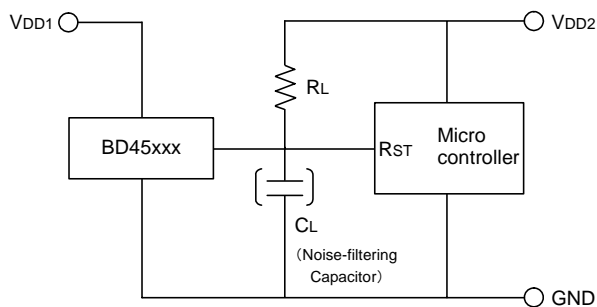 VDD1
VDD2
RL
BD45xxx
RST
Micro
controller
CL
(Noise-filtering
Capacitor)
GND